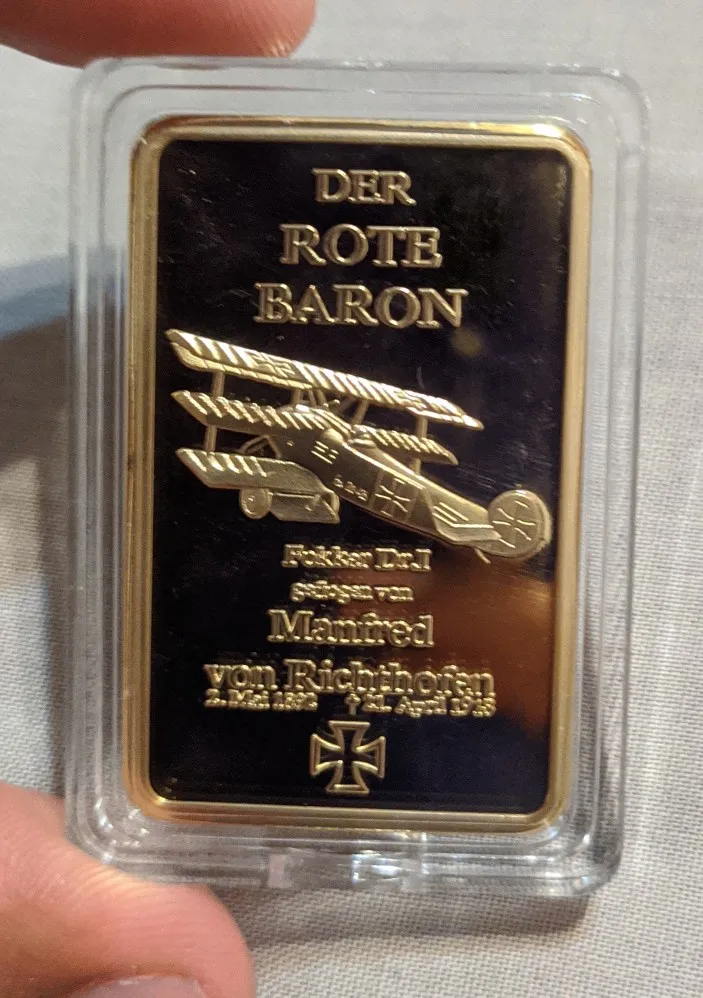 DER
ROTE
BARON
Fokker Dr.I
geflogen von
Manfred
von Richthofen
2. Mai 1892 † 21. April 1918